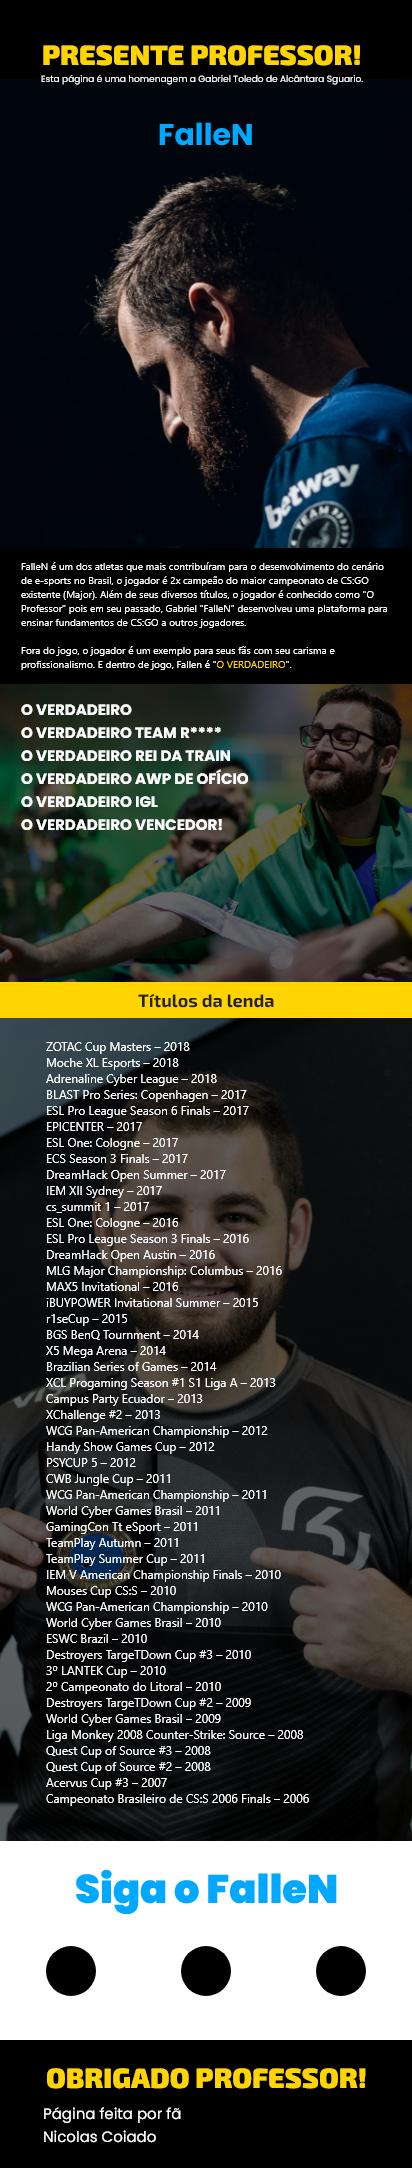 PRESENTE PROFESSOR!
Esta página é uma homenagem a Gabriel Toledo de Alcântara Sguario.
FalleN
betway
TEAM
FalleN é um dos atletas que mais contribuíram para o desenvolvimento do cenário
de e-sports no Brasil, o jogador é 2x campeão do maior campeonato de CS:GO
existente (Major). Além de seus diversos títulos, o jogador é conhecido como "O
Professor" pois em seu passado, Gabriel "FalleN" desenvolveu uma plataforma para
ensinar fundamentos de CS:GO a outros jogadores.
Fora do jogo, o jogador é um exemplo para seus fãs com seu carisma e
profissionalismo. E dentro de jogo, Fallen é "O VERDADEIRO".
O VERDADEIRO
O VERDADEIRO TEAM R****
O VERDADEIRO REI DA TRAIN
O VERDADEIRO AWP DE OFÍCIO
O VERDADEIRO IGL
O VERDADEIRO VENCEDOR!
Títulos da lenda
ZOTAC Cup Masters – 2018
Moche XL Esports – 2018
Adrenaline Cyber League – 2018
BLAST Pro Series: Copenhagen – 2017
ESL Pro League Season 6 Finals – 2017
EPICENTER – 2017
ESL One: Cologne – 2017
ECS Season 3 Finals – 2017
DreamHack Open Summer – 2017
IEM XII Sydney – 2017
cs_summit 1 – 2017
ESL One: Cologne – 2016
ESL Pro League Season 3 Finals – 2016
DreamHack Open Austin – 2016
MLG Major Championship: Columbus – 2016
MAX5 Invitational – 2016
iBUYPOWER Invitational Summer – 2015
r1seCup – 2015
BGS BenQ Tournment – 2014
X5 Mega Arena – 2014
Brazilian Series of Games – 2014
XCL Progaming Season #1 S1 Liga A – 2013
Campus Party Ecuador – 2013
XChallenge #2 – 2013
WCG Pan-American Championship – 2012
Handy Show Games Cup – 2012
PSYCUP 5 – 2012
CWB Jungle Cup – 2011
WCG Pan-American Championship – 2011
World Cyber Games Brasil – 2011
GamingCon Tt eSport – 2011
TeamPlay Autumn – 2011
TeamPlay Summer Cup – 2011
IEM V American Championship Finals – 2010
Mouses Cup CS:S – 2010
WCG Pan-American Championship – 2010
World Cyber Games Brasil – 2010
ESWC Brazil – 2010
Destroyers TargeTDown Cup #3 – 2010
3º LANTEK Cup – 2010
2º Campeonato do Litoral – 2010
Destroyers TargeTDown Cup #2 – 2009
World Cyber Games Brasil – 2009
Liga Monkey 2008 Counter-Strike: Source – 2008
Quest Cup of Source #3 – 2008
Quest Cup of Source #2 – 2008
Acervus Cup #3 – 2007
Campeonato Brasileiro de CS:S 2006 Finals – 2006
Siga o FalleN
OBRIGADO PROFESSOR!
Página feita por fã
Nicolas Coiado